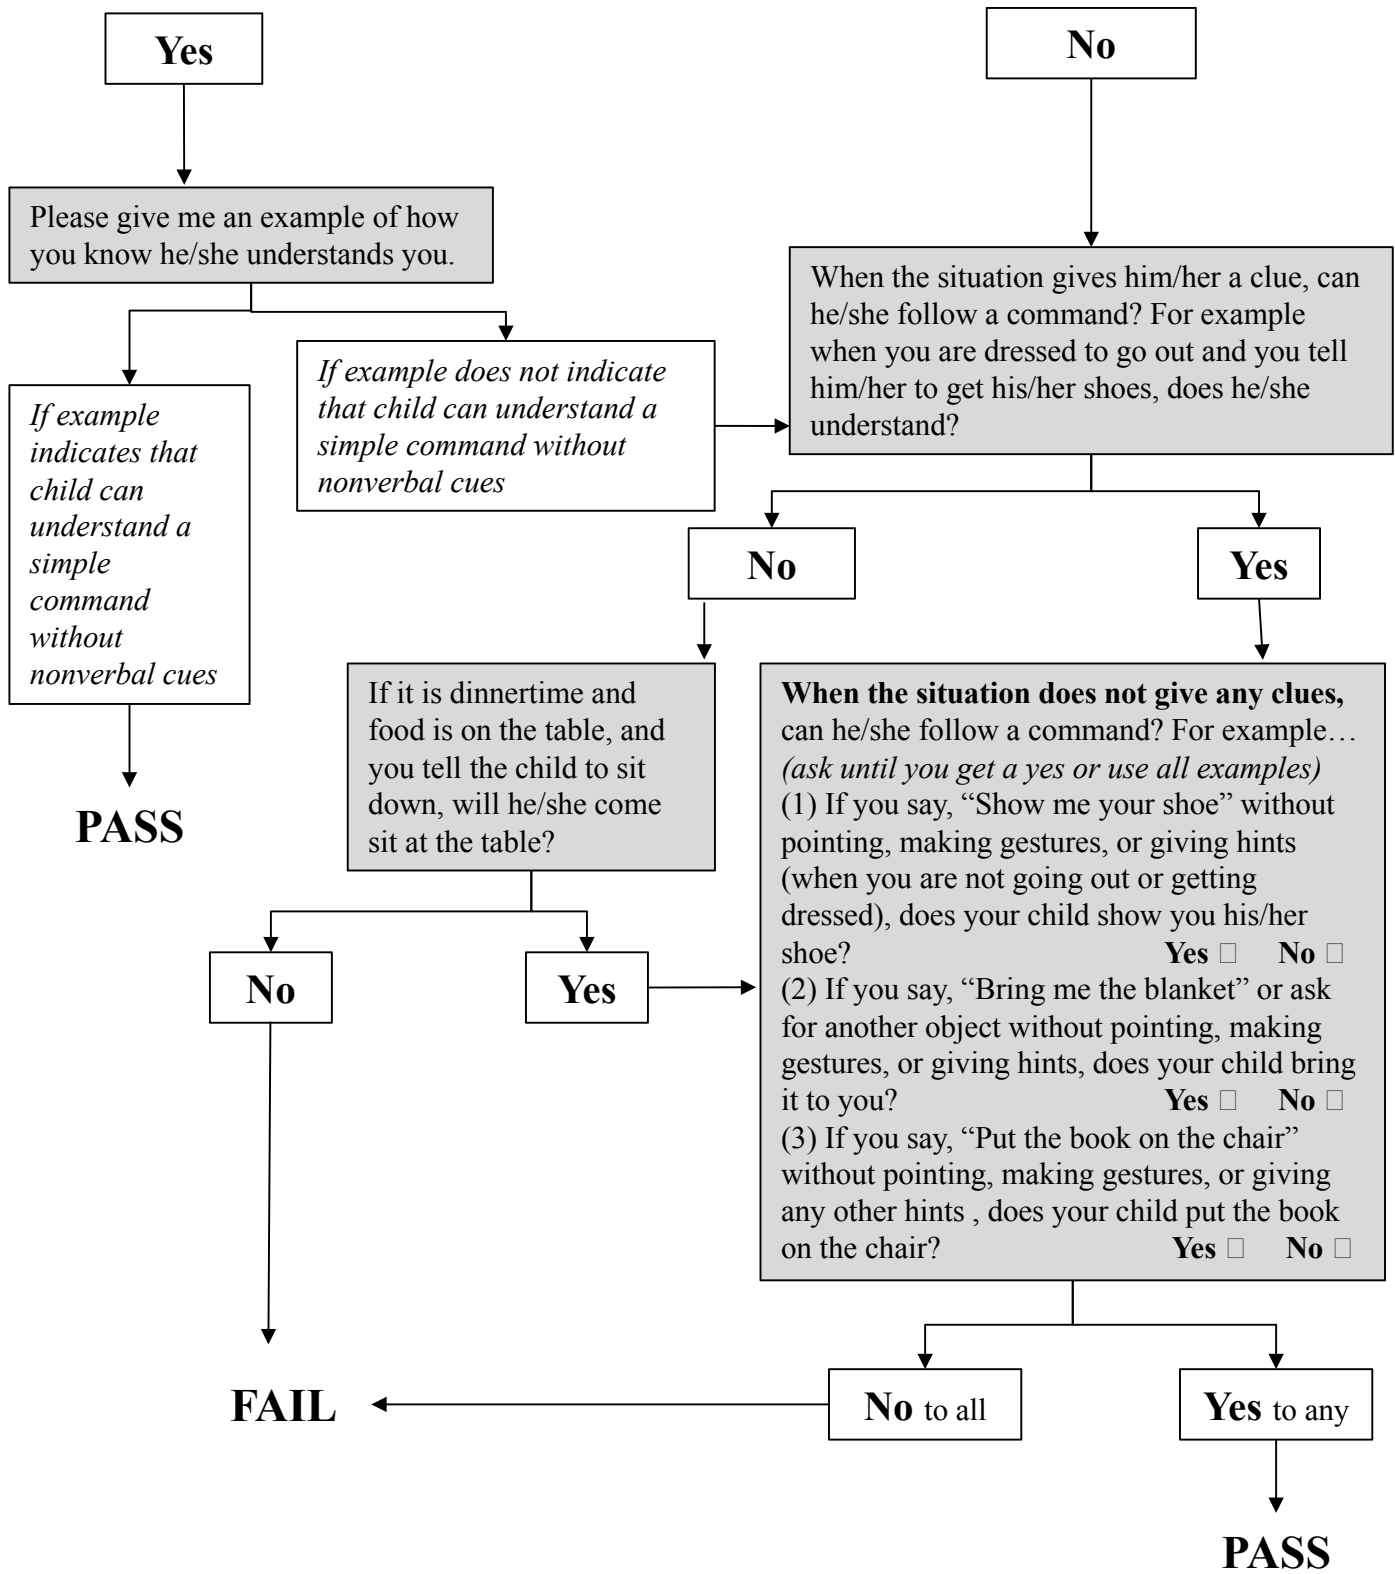 Yes
No
Please give me an example of how
you know he/she understands you.
When the situation gives him/her a clue, can
he/she follow a command? For example
when you are dressed to go out and you tell
him/her to get his/her shoes, does he/she
understand?
If example does not indicate
that child can understand a
simple command without
nonverbal cues
If example
indicates that
child can
understand a
simple
command
without
nonverbal cues
PASS
No
Yes
If it is dinnertime and
food is on the table, and
you tell the child to sit
down, will he/she come
sit at the table?
When the situation does not give any clues,
can he/she follow a command? For example…
(ask until you get a yes or use all examples)
(1) If you say, “Show me your shoe” without
pointing, making gestures, or giving hints
(when you are not going out or getting
dressed), does your child show you his/her
shoe? Yes □ No □
(2) If you say, “Bring me the blanket” or ask
for another object without pointing, making
gestures, or giving hints, does your child bring
it to you? Yes □ No □
(3) If you say, “Put the book on the chair”
without pointing, making gestures, or giving
any other hints , does your child put the book
on the chair? Yes □ No □
No
Yes
FAIL
No to all
Yes to any
PASS